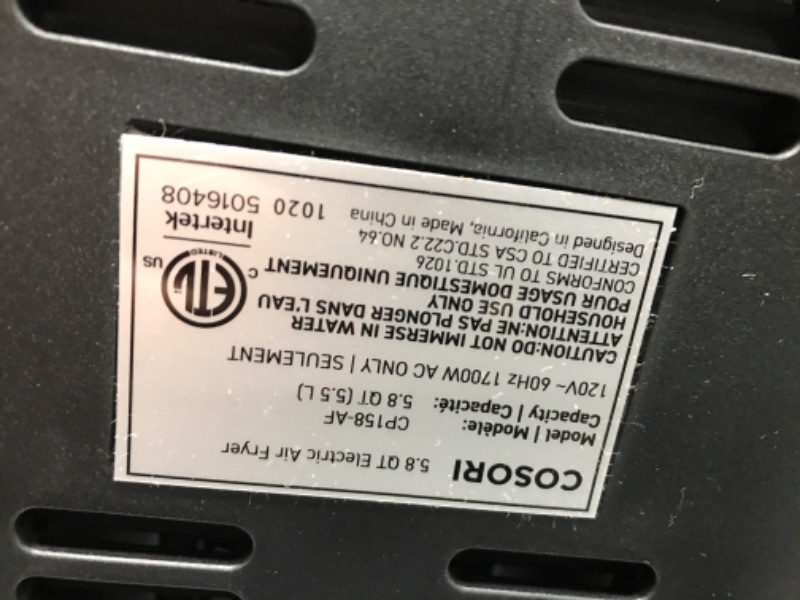 COSORI 5.8 QT Electric Air Fryer
Model | Modèle: CP158-AF
Capacity | Capacité: 5.8 QT (5.5 L)
120V~ 60Hz 1700W AC ONLY | SEULEMENT
CAUTION:DO NOT IMMERSE IN WATER
ATTENTION:NE PAS PLONGER DANS L'EAU
HOUSEHOLD USE ONLY
POUR USAGE DOMESTIQUE UNIQUEMENT
CONFORMS TO UL STD.1026
CERTIFIED TO CSA STD.C22.2 NO.64
Designed in California, Made in China
C ETL US
LISTED
Intertek
1020 5016408